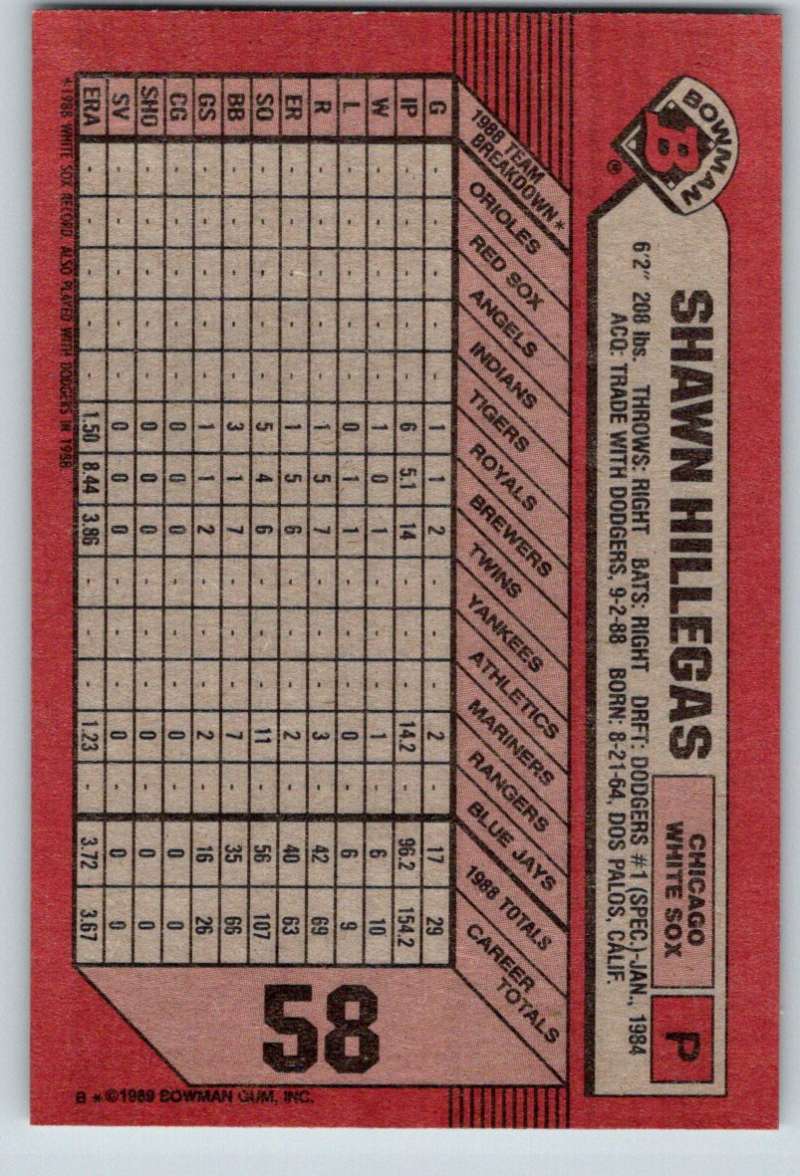 BOWMAN
B
®
SHAWN HILLEGAS
CHICAGO
WHITE SOX
P
6'2" 208 lbs. THROWS: RIGHT BATS: RIGHT DRFT: DODGERS #1 (SPEC.)-JAN., 1984
ACQ: TRADE WITH DODGERS, 9-2-88 BORN: 8-21-64, DOS PALOS, CALIF.
1988 TEAM
BREAKDOWN*
ORIOLES
RED SOX
ANGELS
INDIANS
TIGERS
ROYALS
BREWERS
TWINS
YANKEES
ATHLETICS
MARINERS
RANGERS
BLUE JAYS
1988 TOTALS
CAREER
TOTALS
G - - - - - 1 1 2 - - - 2 - 17 29
IP - - - - - 6 5.1 14 - - - 14.2 - 96.2 154.2
W - - - - - 1 0 1 - - - 1 - 6 10
L - - - - - 0 1 1 - - - 0 - 6 9
R - - - - - 1 5 7 - - - 3 - 42 69
ER - - - - - 1 5 6 - - - 2 - 40 63
SO - - - - - 5 4 6 - - - 11 - 56 107
BB - - - - - 3 1 7 - - - 7 - 35 66
GS - - - - - 1 1 2 - - - 2 - 16 26
CG - - - - - 0 0 0 - - - 0 - 0 0
SHO - - - - - 0 0 0 - - - 0 - 0 0
SV - - - - - 0 0 0 - - - 0 - 0 0
ERA - - - - - 1.50 8.44 3.86 - - - 1.23 - 3.72 3.67
*1988 WHITE SOX RECORD. ALSO PLAYED WITH DODGERS IN 1988.
58
B * ©1989 BOWMAN GUM, INC.